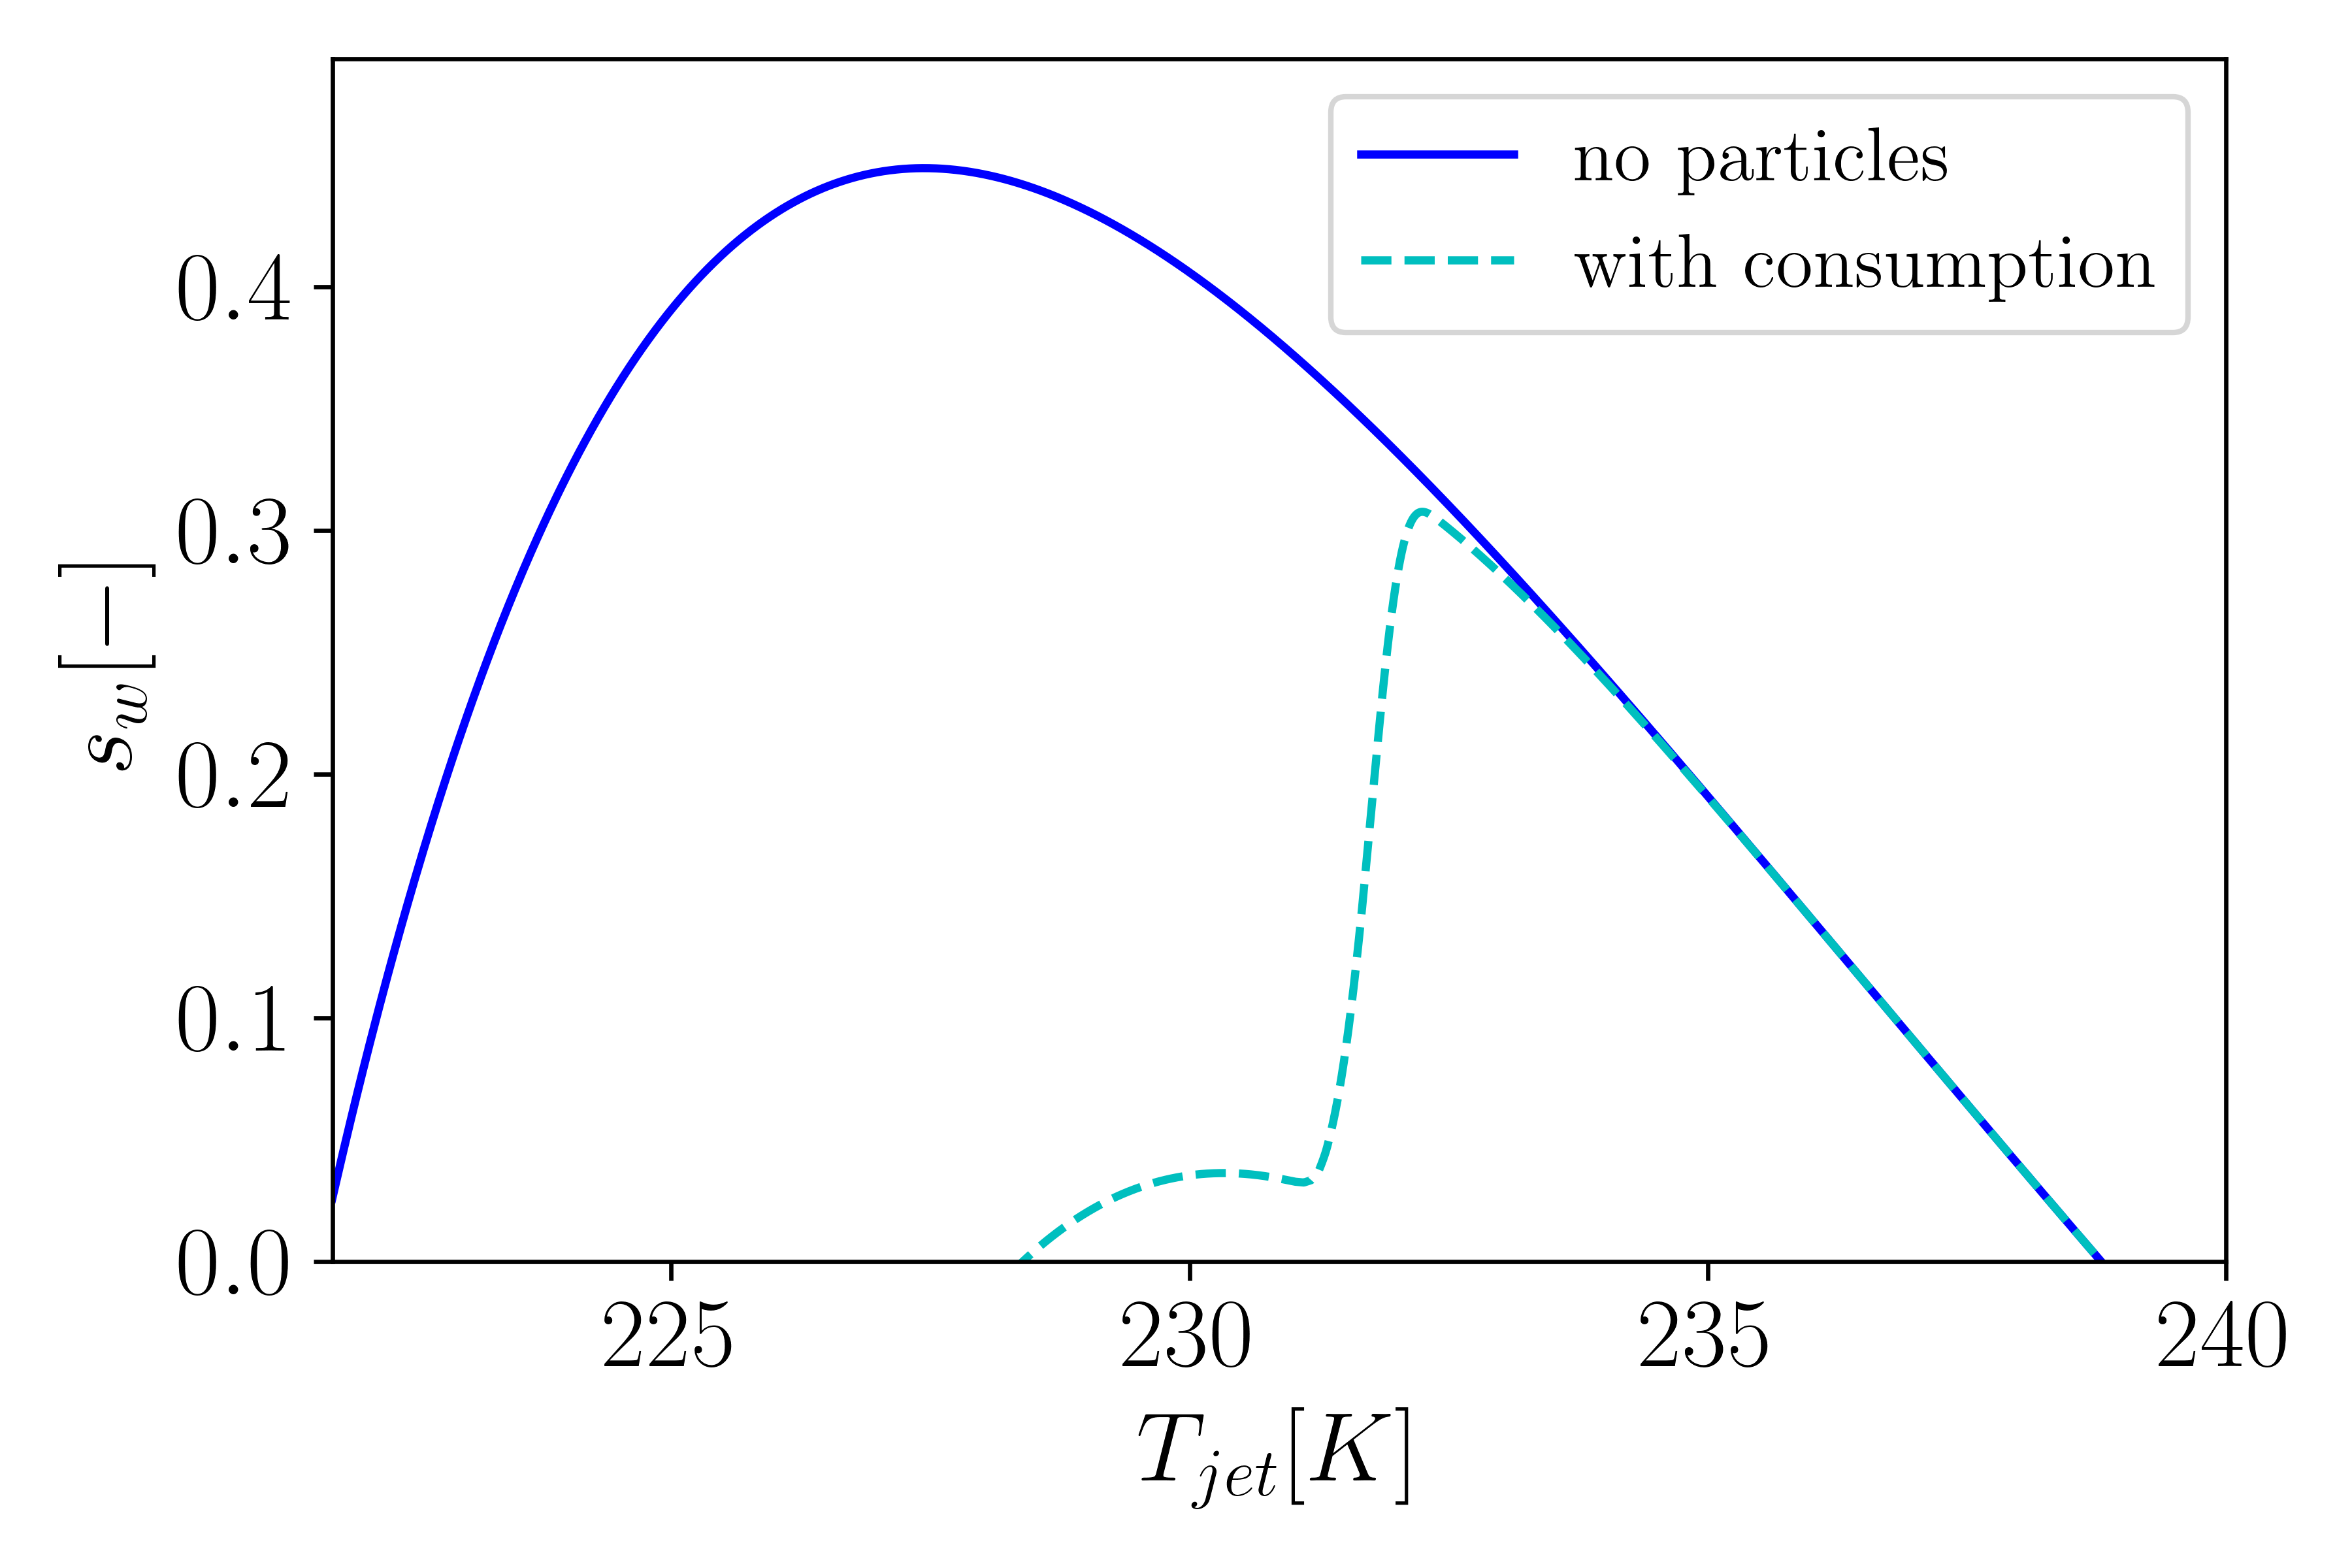 no particles
with consumption
0.4
0.3
0.2
0.1
0.0
s_w[−]
225
230
235
240
T_jet[K]